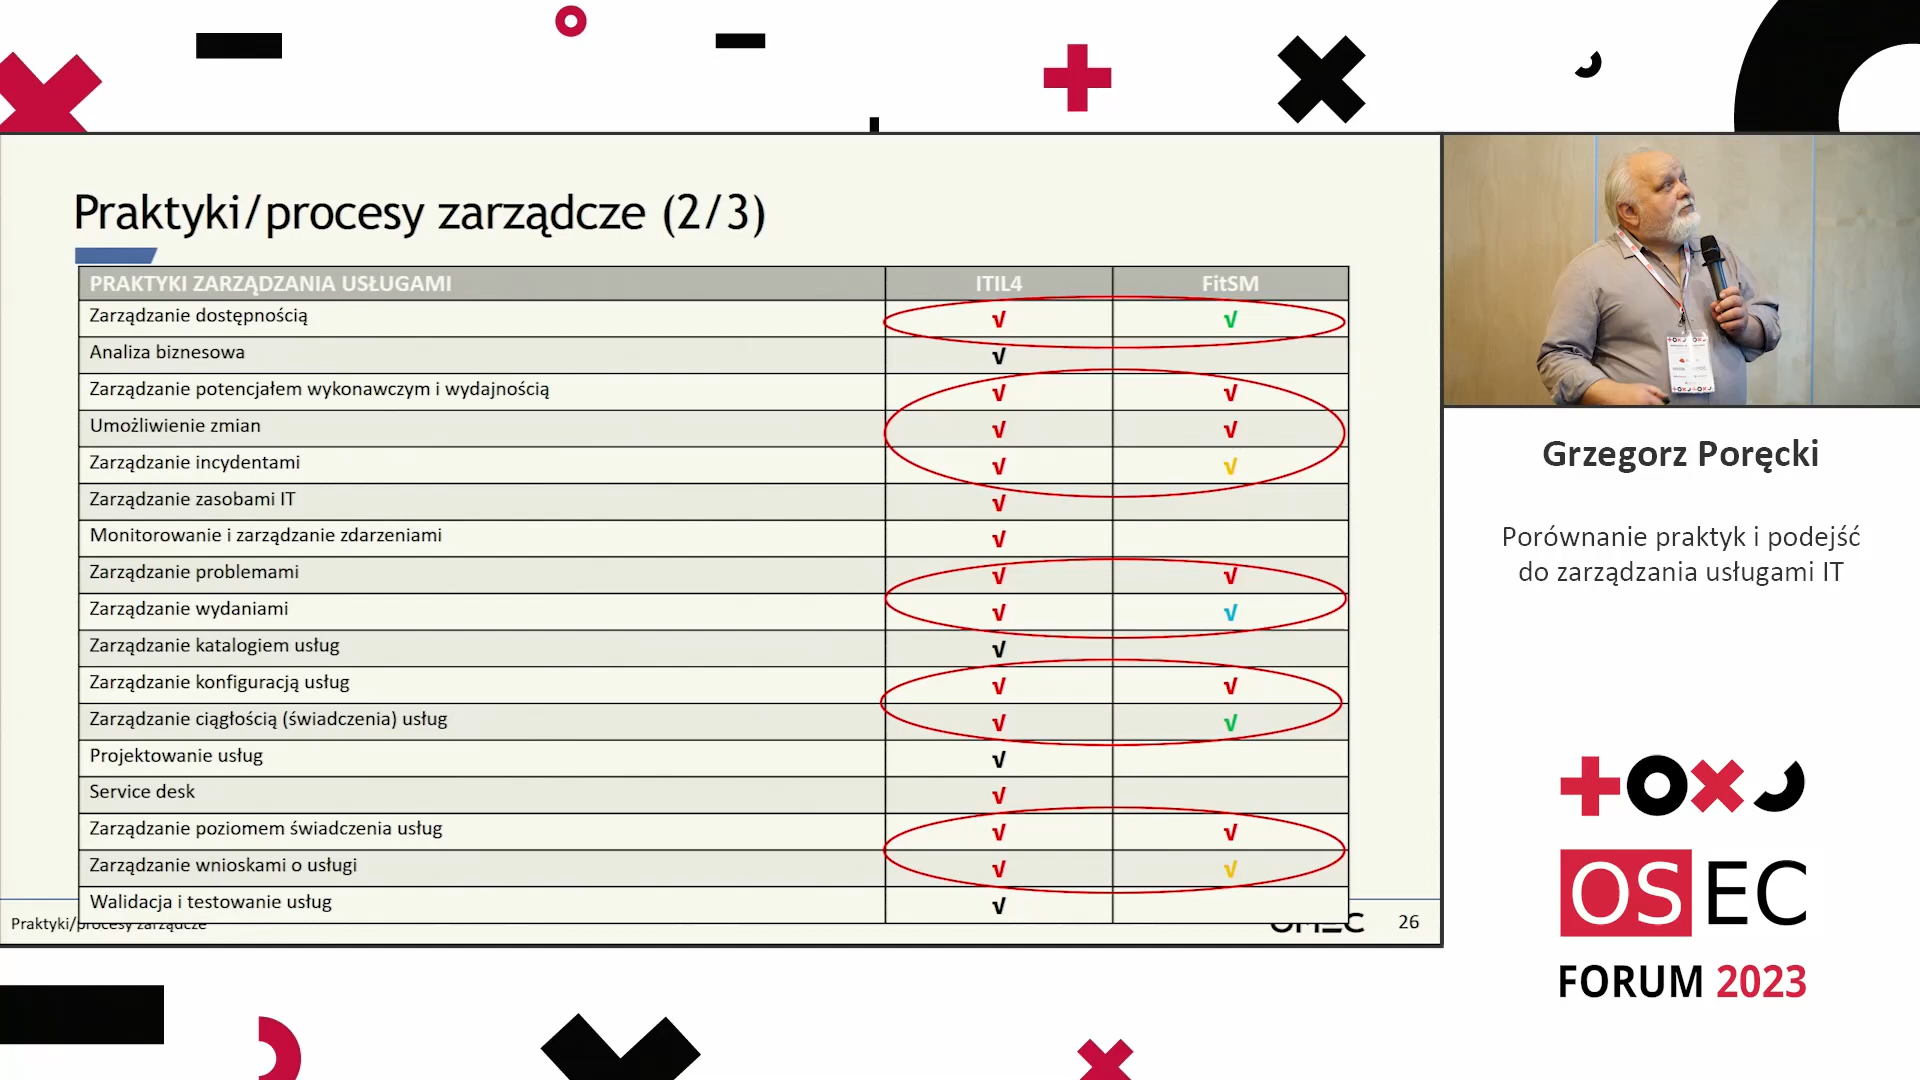 Praktyki/procesy zarządcze (2/3)
PRAKTYKI ZARZĄDZANIA USŁUGAMI ITIL4 FitSM
Zarządzanie dostępnością √ √
Analiza biznesowa √
Zarządzanie potencjałem wykonawczym i wydajnością √ √
Umożliwienie zmian √ √
Zarządzanie incydentami √ √
Zarządzanie zasobami IT √
Monitorowanie i zarządzanie zdarzeniami √
Zarządzanie problemami √ √
Zarządzanie wydaniami √ √
Zarządzanie katalogiem usług √
Zarządzanie konfiguracją usług √ √
Zarządzanie ciągłością (świadczenia) usług √ √
Projektowanie usług √
Service desk √
Zarządzanie poziomem świadczenia usług √ √
Zarządzanie wnioskami o usługi √ √
Walidacja i testowanie usług √
Praktyki/procesy zarządcze
26
Grzegorz Poręcki
Porównanie praktyk i podejść
do zarządzania usługami IT
OSEC
FORUM 2023